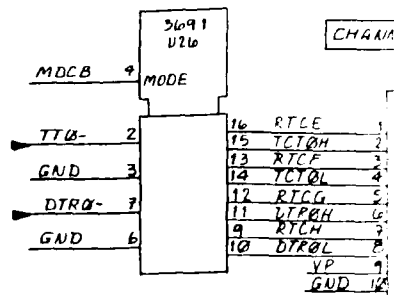 3691
U26
CHANN
MDCB 4 MODE
TTØ- 2
GND 3
DTRØ- 7
GND 6
16 RTCE 1
15 TCTØH 2
13 RTCF 3
14 TCTØL 4
12 RTCG 5
11 DTRØH 6
9 RTCH 7
10 DTRØL 8
VP 9
GND 10